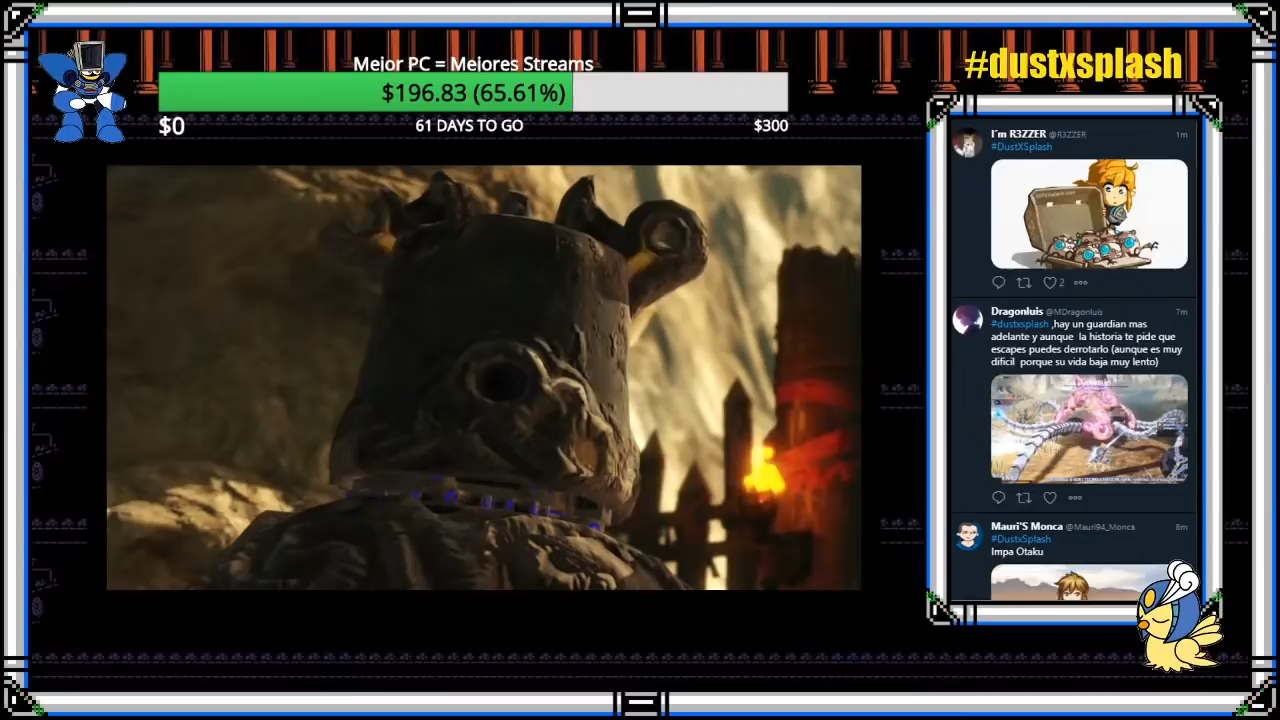 Mejor PC = Mejores Streams
$196.83 (65.61%)
$0
61 DAYS TO GO
$300
#dustxsplash
I'm R3ZZER @R3ZZER 1m
#DustXSplash
2
Dragonluis @MDragonluis 7m
#dustxsplash ,hay un guardian mas
adelante y aunque la historia te pide que
escapes puedes derrotarlo (aunque es muy
dificil porque su vida baja muy lento)
Mauri'S Monca @Mauri94_Monca 8m
#DustxSplash
Impa Otaku